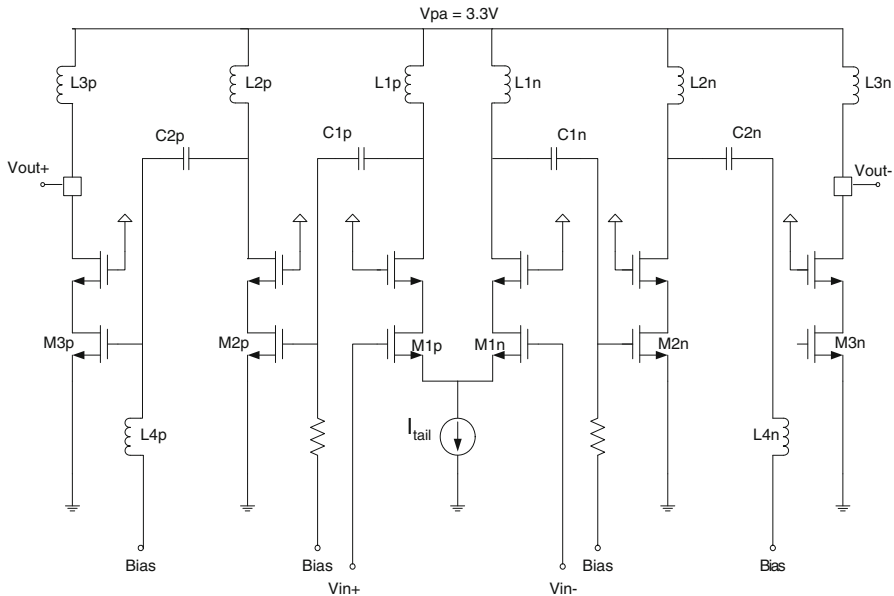 Vpa = 3.3V
L3p
L2p
L1p
L1n
L2n
L3n
C2p
C1p
C1n
C2n
Vout+
Vout-
M3p
M2p
M1p
M1n
M2n
M3n
L4p
Itail
L4n
Bias
Bias
Vin+
Vin-
Bias
Bias